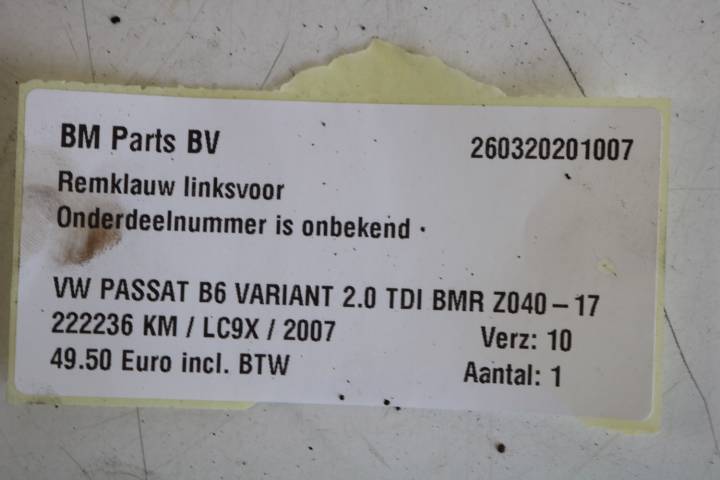 BM Parts BV 260320201007
Remklauw linksvoor
Onderdeelnummer is onbekend ·
VW PASSAT B6 VARIANT 2.0 TDI BMR Z040 – 17
222236 KM / LC9X / 2007 Verz: 10
49.50 Euro incl. BTW Aantal: 1